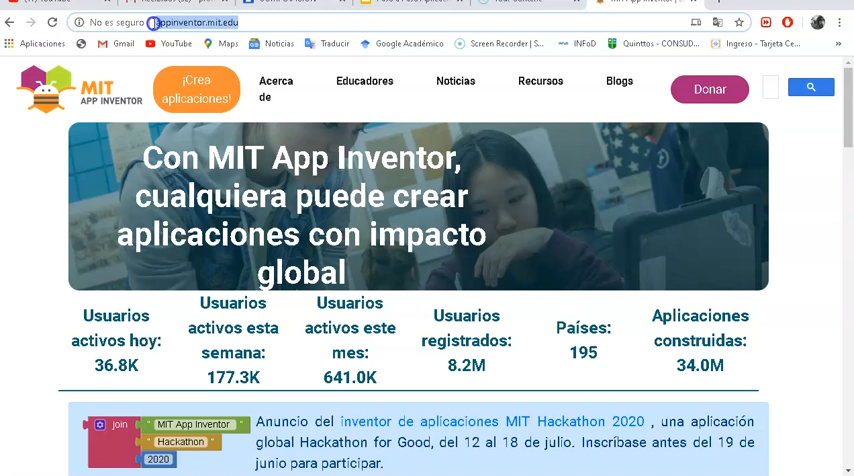 No es seguro
appinventor.mit.edu
Aplicaciones
Gmail
YouTube
Maps
Noticias
Traducir
Google Académico
Screen Recorder | S...
INFoD
Quinttos - CONSUD...
Ingreso - Tarjeta Ce...
»
MIT
APP INVENTOR
¡Crea
aplicaciones!
Acerca
de
Educadores
Noticias
Recursos
Blogs
Donar
Con MIT App Inventor,
cualquiera puede crear
aplicaciones con impacto
global
Usuarios
activos hoy:
36.8K
Usuarios
activos esta
semana:
177.3K
Usuarios
activos este
mes:
641.0K
Usuarios
registrados:
8.2M
Países:
195
Aplicaciones
construidas:
34.0M
join
" MIT App Inventor "
" Hackathon "
2020
Anuncio del inventor de aplicaciones MIT Hackathon 2020 , una aplicación
global Hackathon for Good, del 12 al 18 de julio. Inscríbase antes del 19 de
junio para participar.